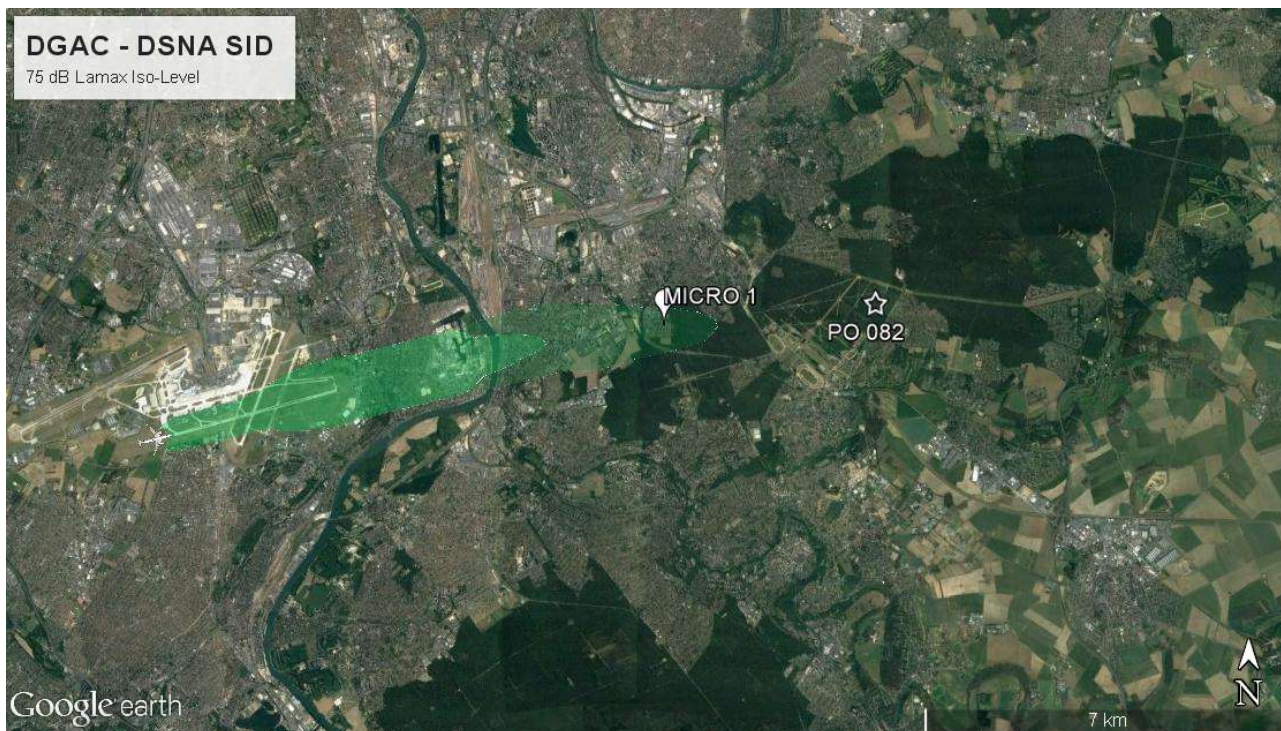 DGAC - DSNA SID
75 dB Lamax Iso-Level
MICRO 1
PO 082
N
Google earth
7 km